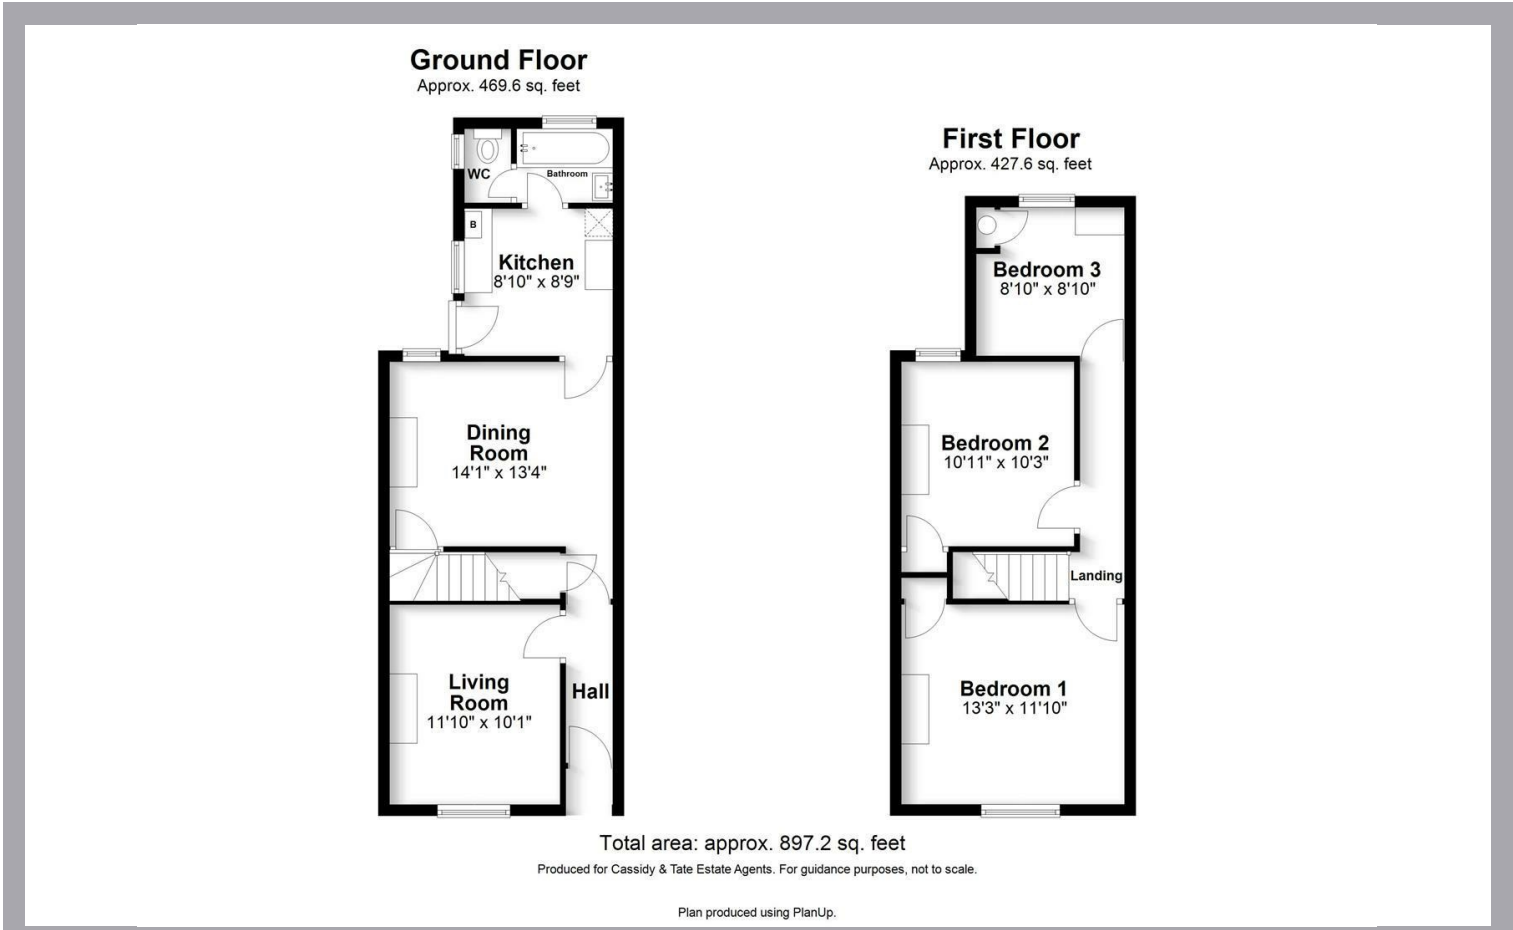 Ground Floor
Approx. 469.6 sq. feet
WC
Bathroom
B
Kitchen
8'10" x 8'9"
Dining
Room
14'1" x 13'4"
Living
Room
11'10" x 10'1"
Hall
First Floor
Approx. 427.6 sq. feet
Bedroom 3
8'10" x 8'10"
Bedroom 2
10'11" x 10'3"
Landing
Bedroom 1
13'3" x 11'10"
Total area: approx. 897.2 sq. feet
Produced for Cassidy & Tate Estate Agents. For guidance purposes, not to scale.
Plan produced using PlanUp.